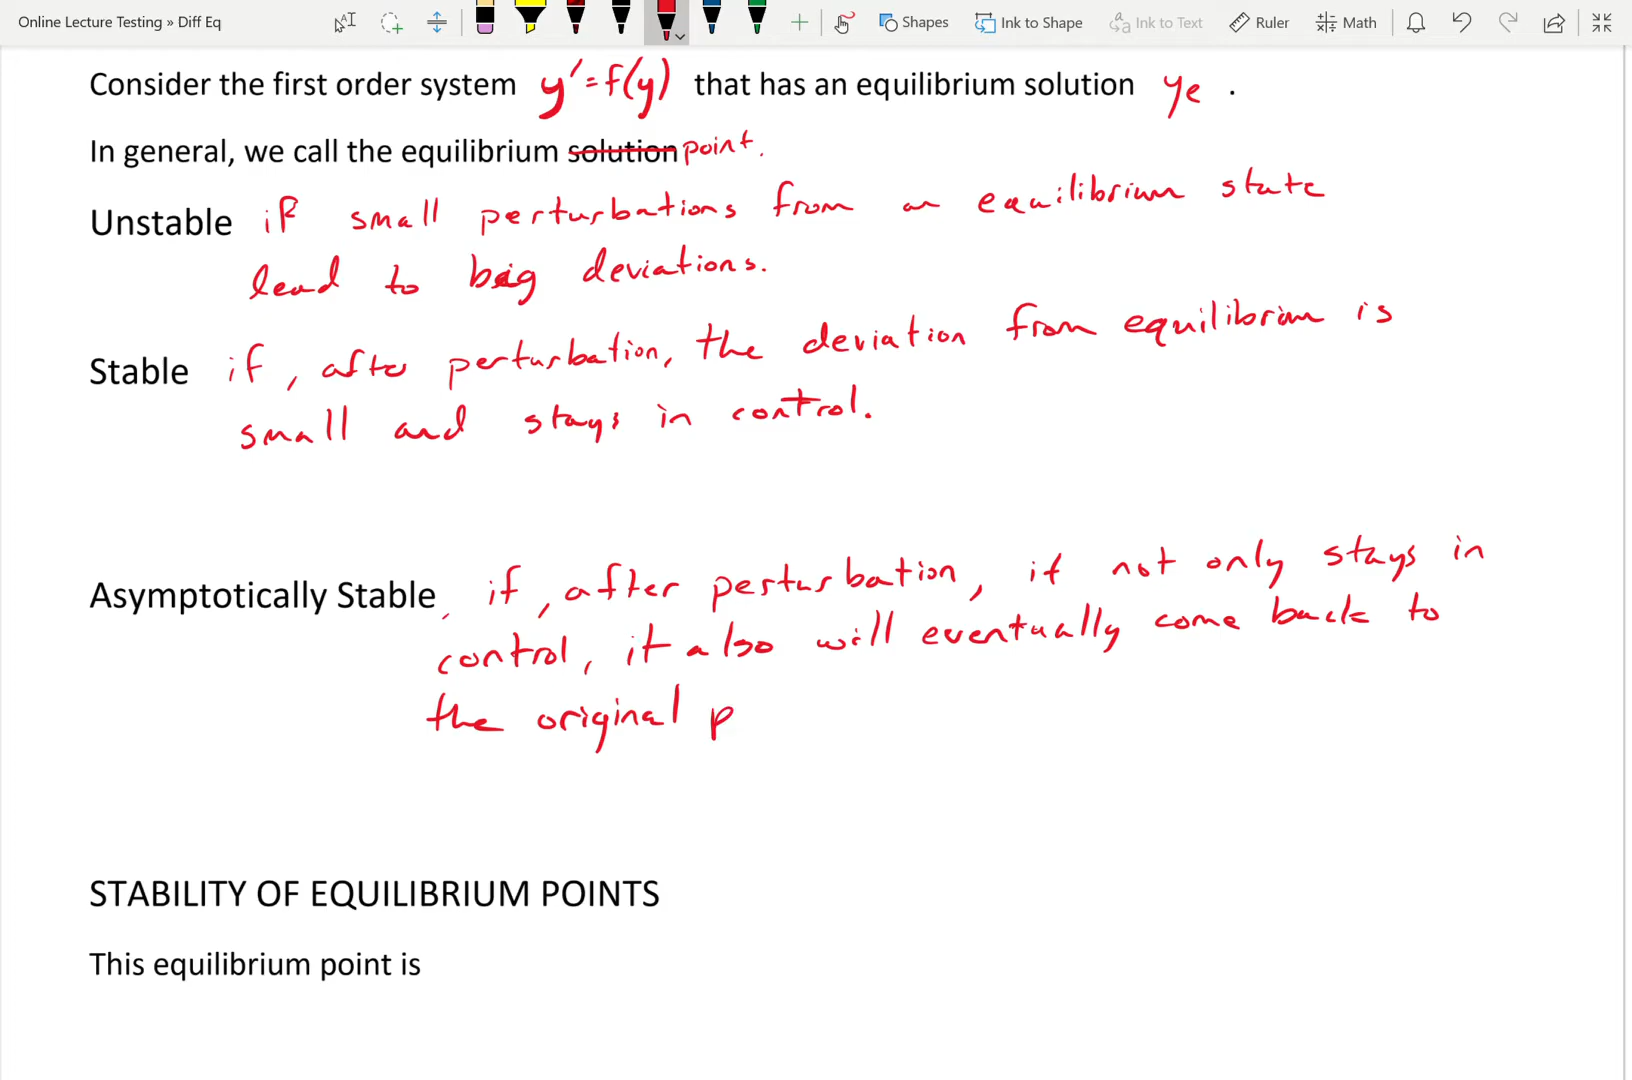 Online Lecture Testing » Diff Eq
Shapes Ink to Shape Ink to Text Ruler Math
Consider the first order system y'=f(y) that has an equilibrium solution ye .
In general, we call the equilibrium solution point.
Unstable if small perturbations from an equilibrium state
lead to big deviations.
Stable if, after perturbation, the deviation from equilibrium is
small and stays in control.
Asymptotically Stable, if, after perturbation, it not only stays in
control, it also will eventually come back to
the original p
STABILITY OF EQUILIBRIUM POINTS
This equilibrium point is